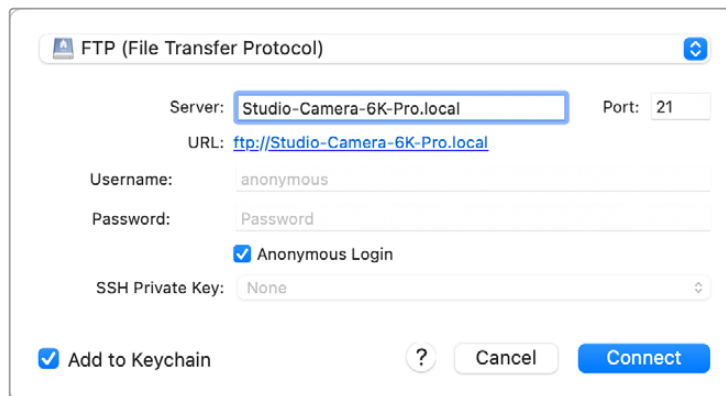 FTP (File Transfer Protocol)
Server: Studio-Camera-6K-Pro.local Port: 21
URL: ftp://Studio-Camera-6K-Pro.local
Username: anonymous
Password: Password
Anonymous Login
SSH Private Key: None
Add to Keychain ? Cancel Connect